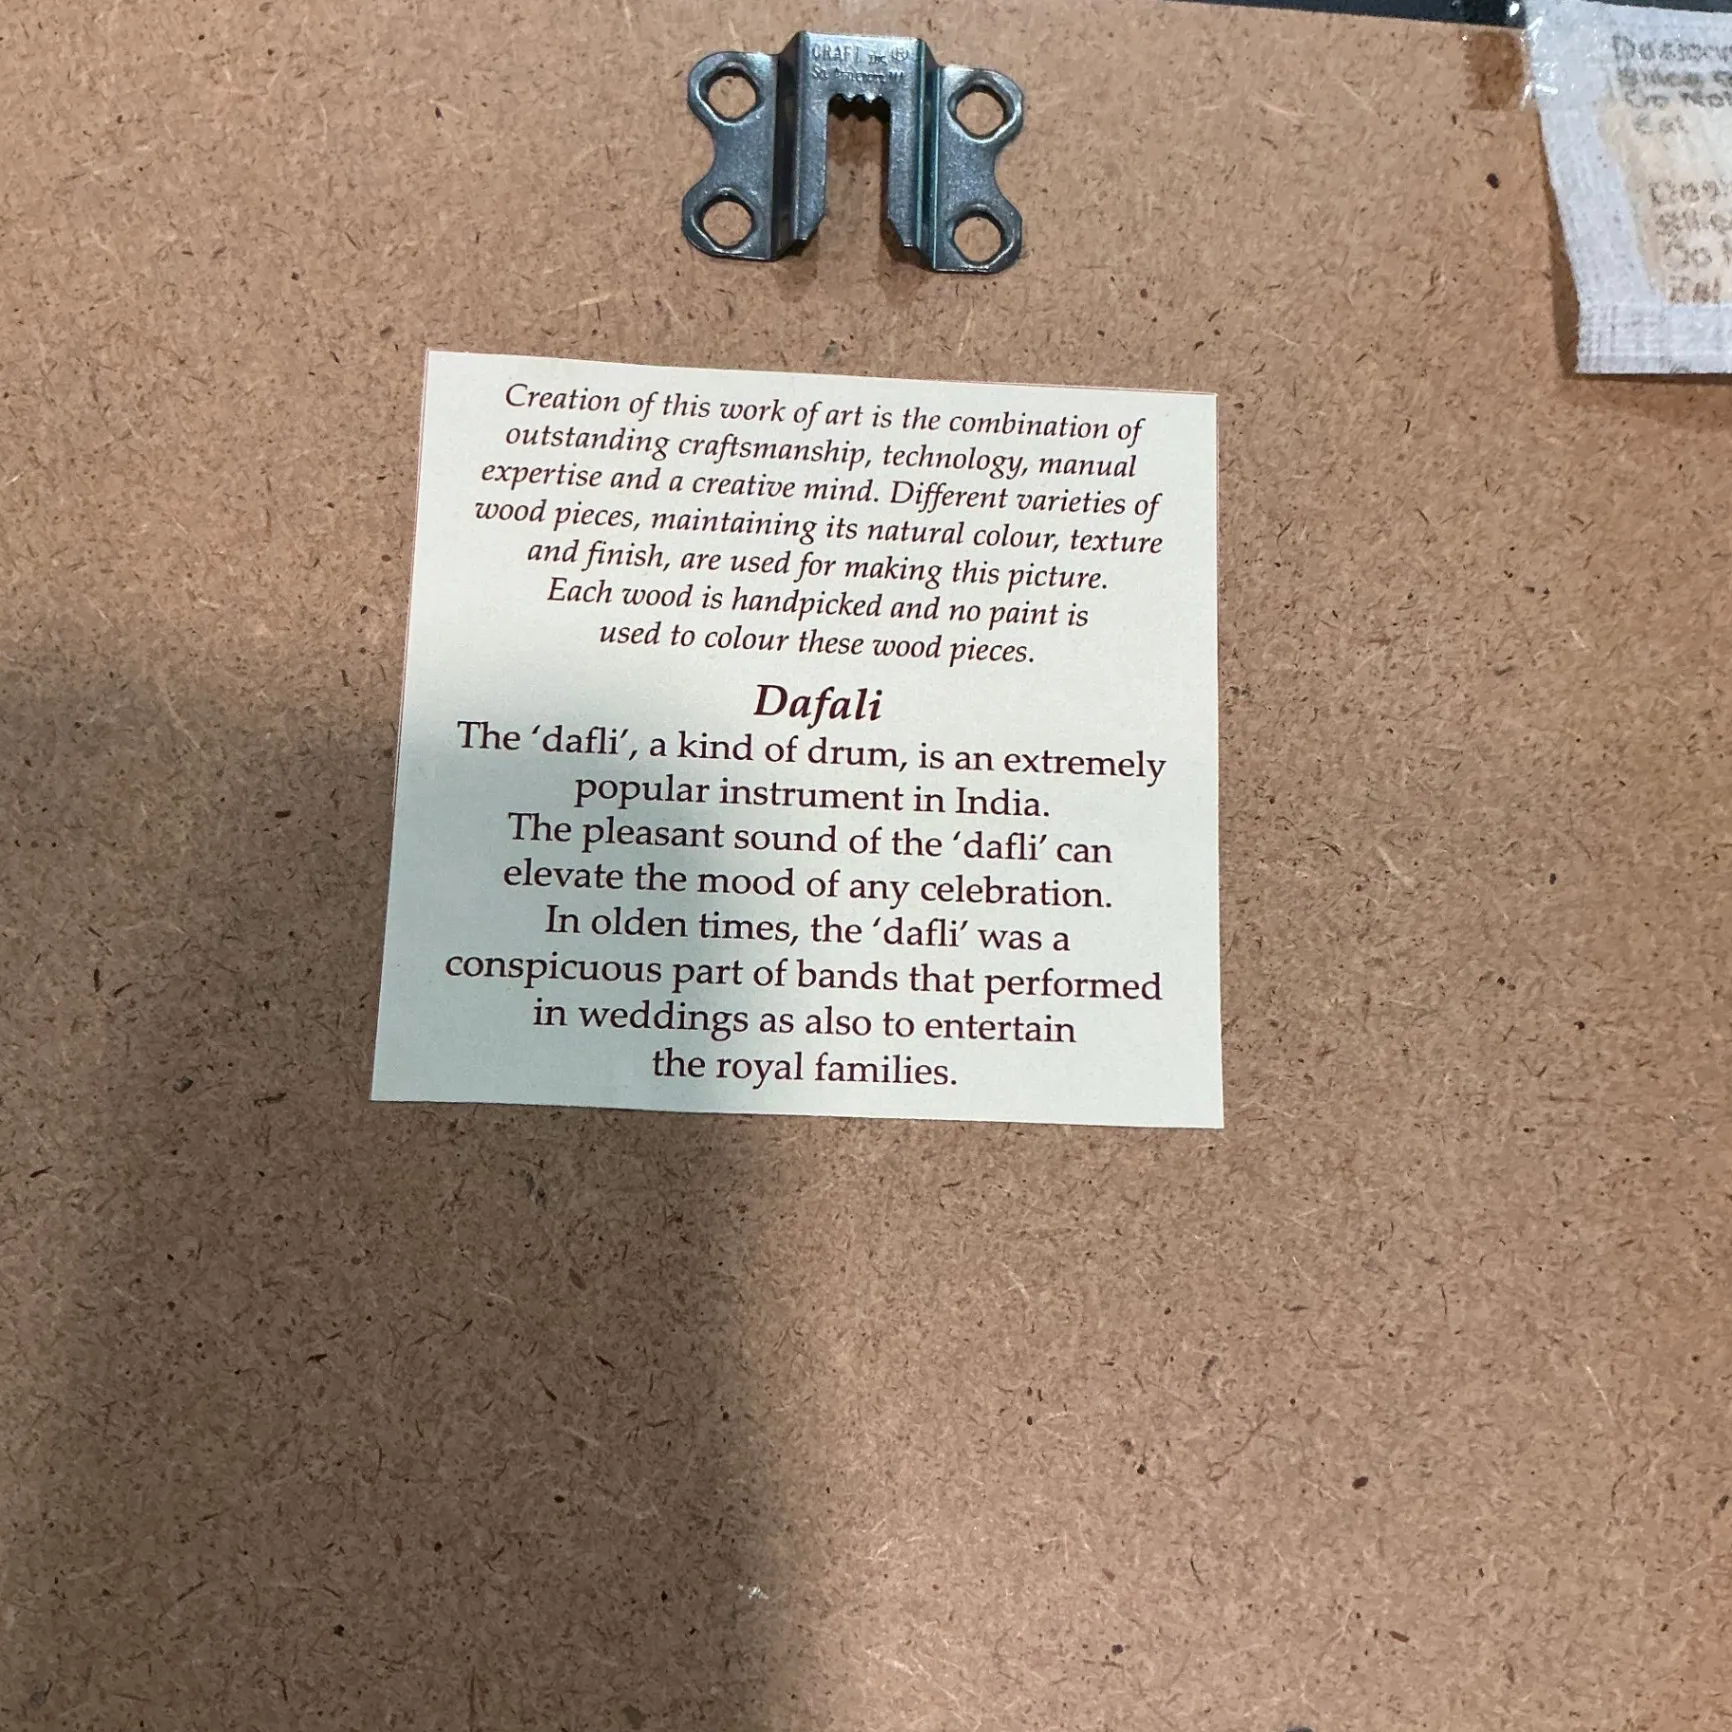 CRAFT INC ®
So.
Creation of this work of art is the combination of
outstanding craftsmanship, technology, manual
expertise and a creative mind. Different varieties of
wood pieces, maintaining its natural colour, texture
and finish, are used for making this picture.
Each wood is handpicked and no paint is
used to colour these wood pieces.
Dafali
The ‘dafli’, a kind of drum, is an extremely
popular instrument in India.
The pleasant sound of the ‘dafli’ can
elevate the mood of any celebration.
In olden times, the ‘dafli’ was a
conspicuous part of bands that performed
in weddings as also to entertain
the royal families.
Eat